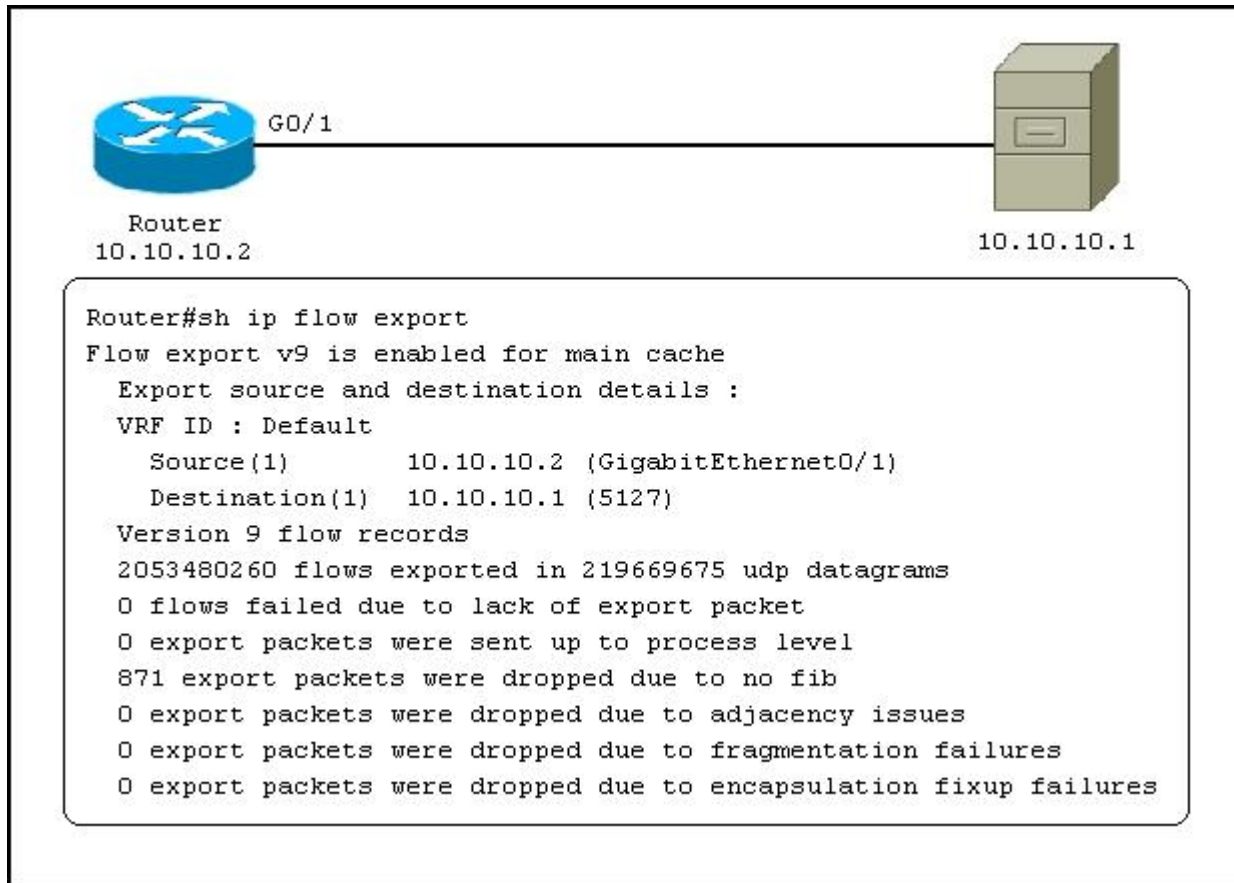 G0/1
Router
10.10.10.2
10.10.10.1
Router#sh ip flow export
Flow export v9 is enabled for main cache
Export source and destination details :
VRF ID : Default
Source(1) 10.10.10.2 (GigabitEthernet0/1)
Destination(1) 10.10.10.1 (5127)
Version 9 flow records
2053480260 flows exported in 219669675 udp datagrams
0 flows failed due to lack of export packet
0 export packets were sent up to process level
871 export packets were dropped due to no fib
0 export packets were dropped due to adjacency issues
0 export packets were dropped due to fragmentation failures
0 export packets were dropped due to encapsulation fixup failures